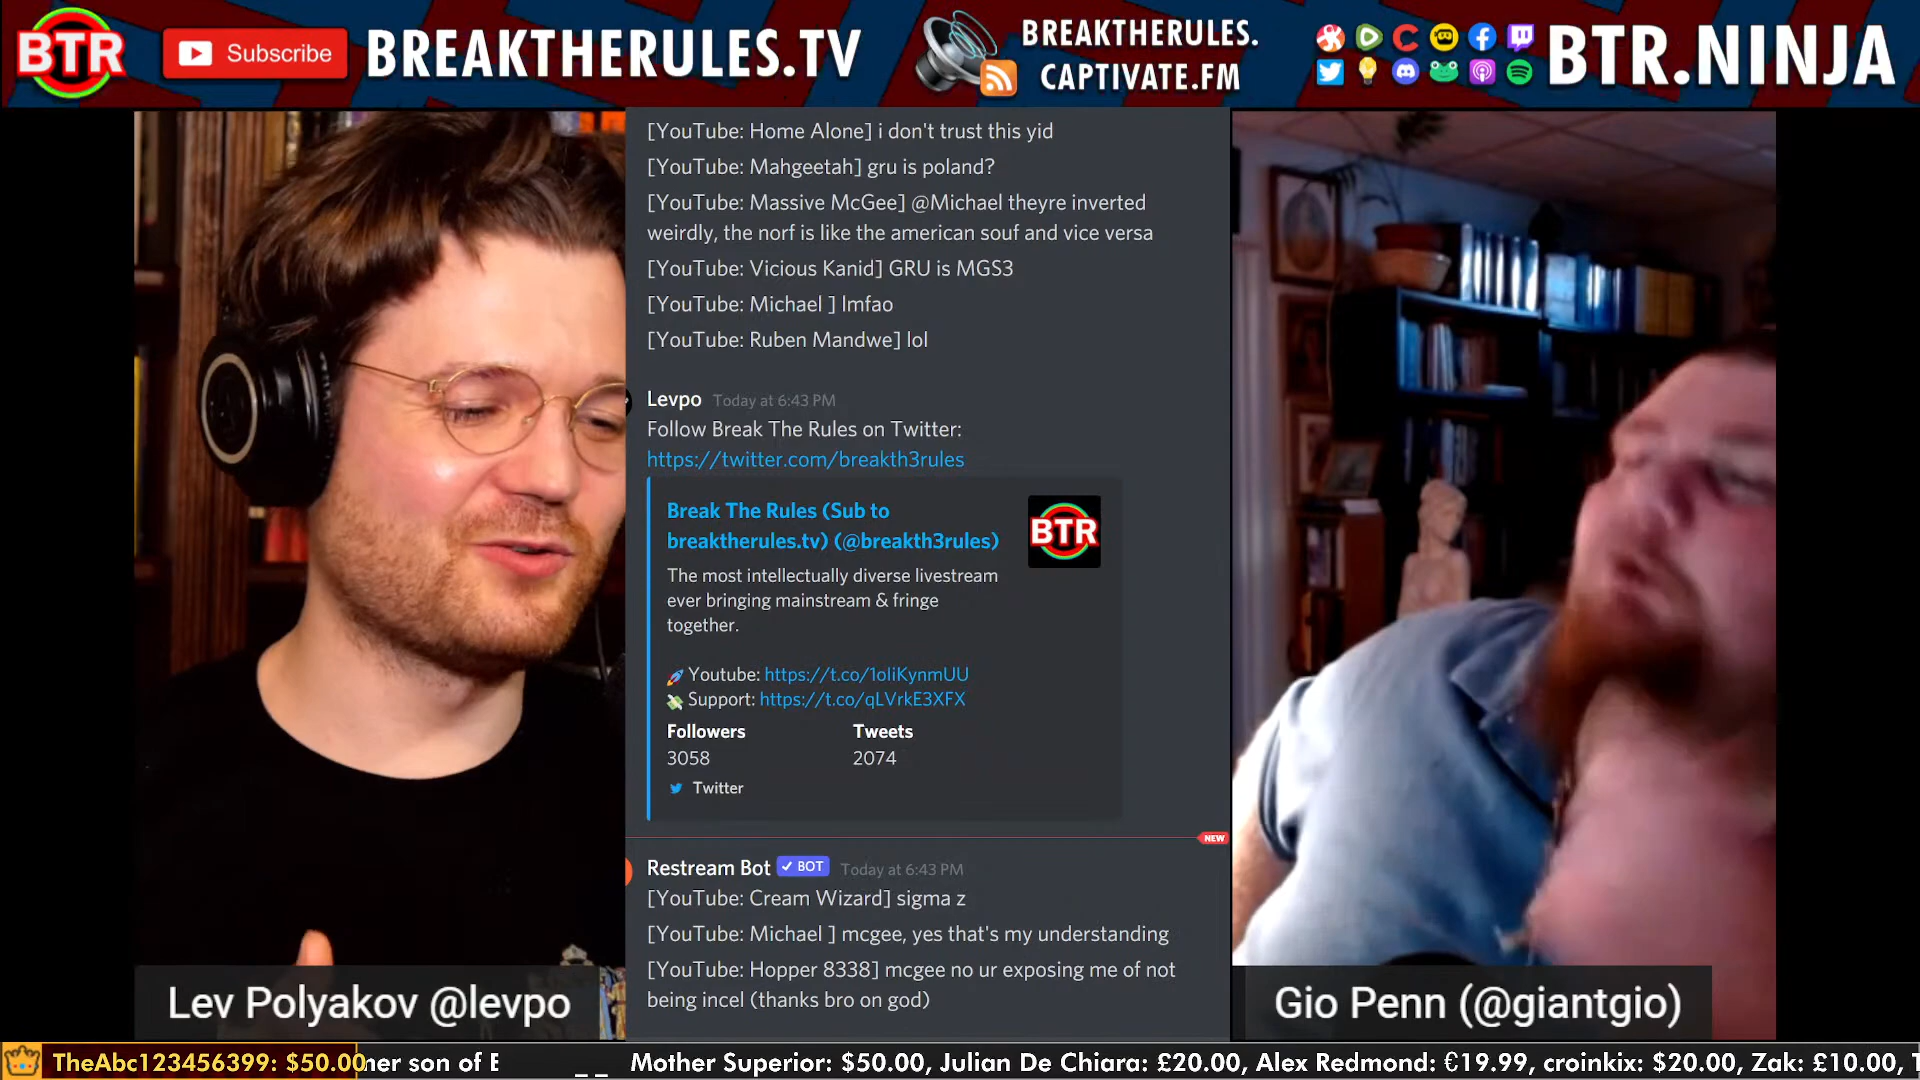 BTR
Subscribe
BREAKTHERULES.TV
BREAKTHERULES.
CAPTIVATE.FM
BTR.NINJA
[YouTube: Home Alone] i don't trust this yid
[YouTube: Mahgeetah] gru is poland?
[YouTube: Massive McGee] @Michael theyre inverted
weirdly, the norf is like the american souf and vice versa
[YouTube: Vicious Kanid] GRU is MGS3
[YouTube: Michael ] lmfao
[YouTube: Ruben Mandwe] lol
Levpo Today at 6:43 PM
Follow Break The Rules on Twitter:
https://twitter.com/breakth3rules
Break The Rules (Sub to
breaktherules.tv) (@breakth3rules)
BTR
The most intellectually diverse livestream
ever bringing mainstream & fringe
together.
Youtube: https://t.co/1oIiKynmUU
Support: https://t.co/qLVrkE3XFX
Followers Tweets
3058 2074
Twitter
NEW
Restream Bot BOT Today at 6:43 PM
[YouTube: Cream Wizard] sigma z
[YouTube: Michael ] mcgee, yes that's my understanding
[YouTube: Hopper 8338] mcgee no ur exposing me of not
being incel (thanks bro on god)
Lev Polyakov @levpo
Gio Penn (@giantgio)
TheAbc123456399: $50.00 ner son of E _ _ Mother Superior: $50.00, Julian De Chiara: £20.00, Alex Redmond: €19.99, croinkix: $20.00, Zak: £10.00, T